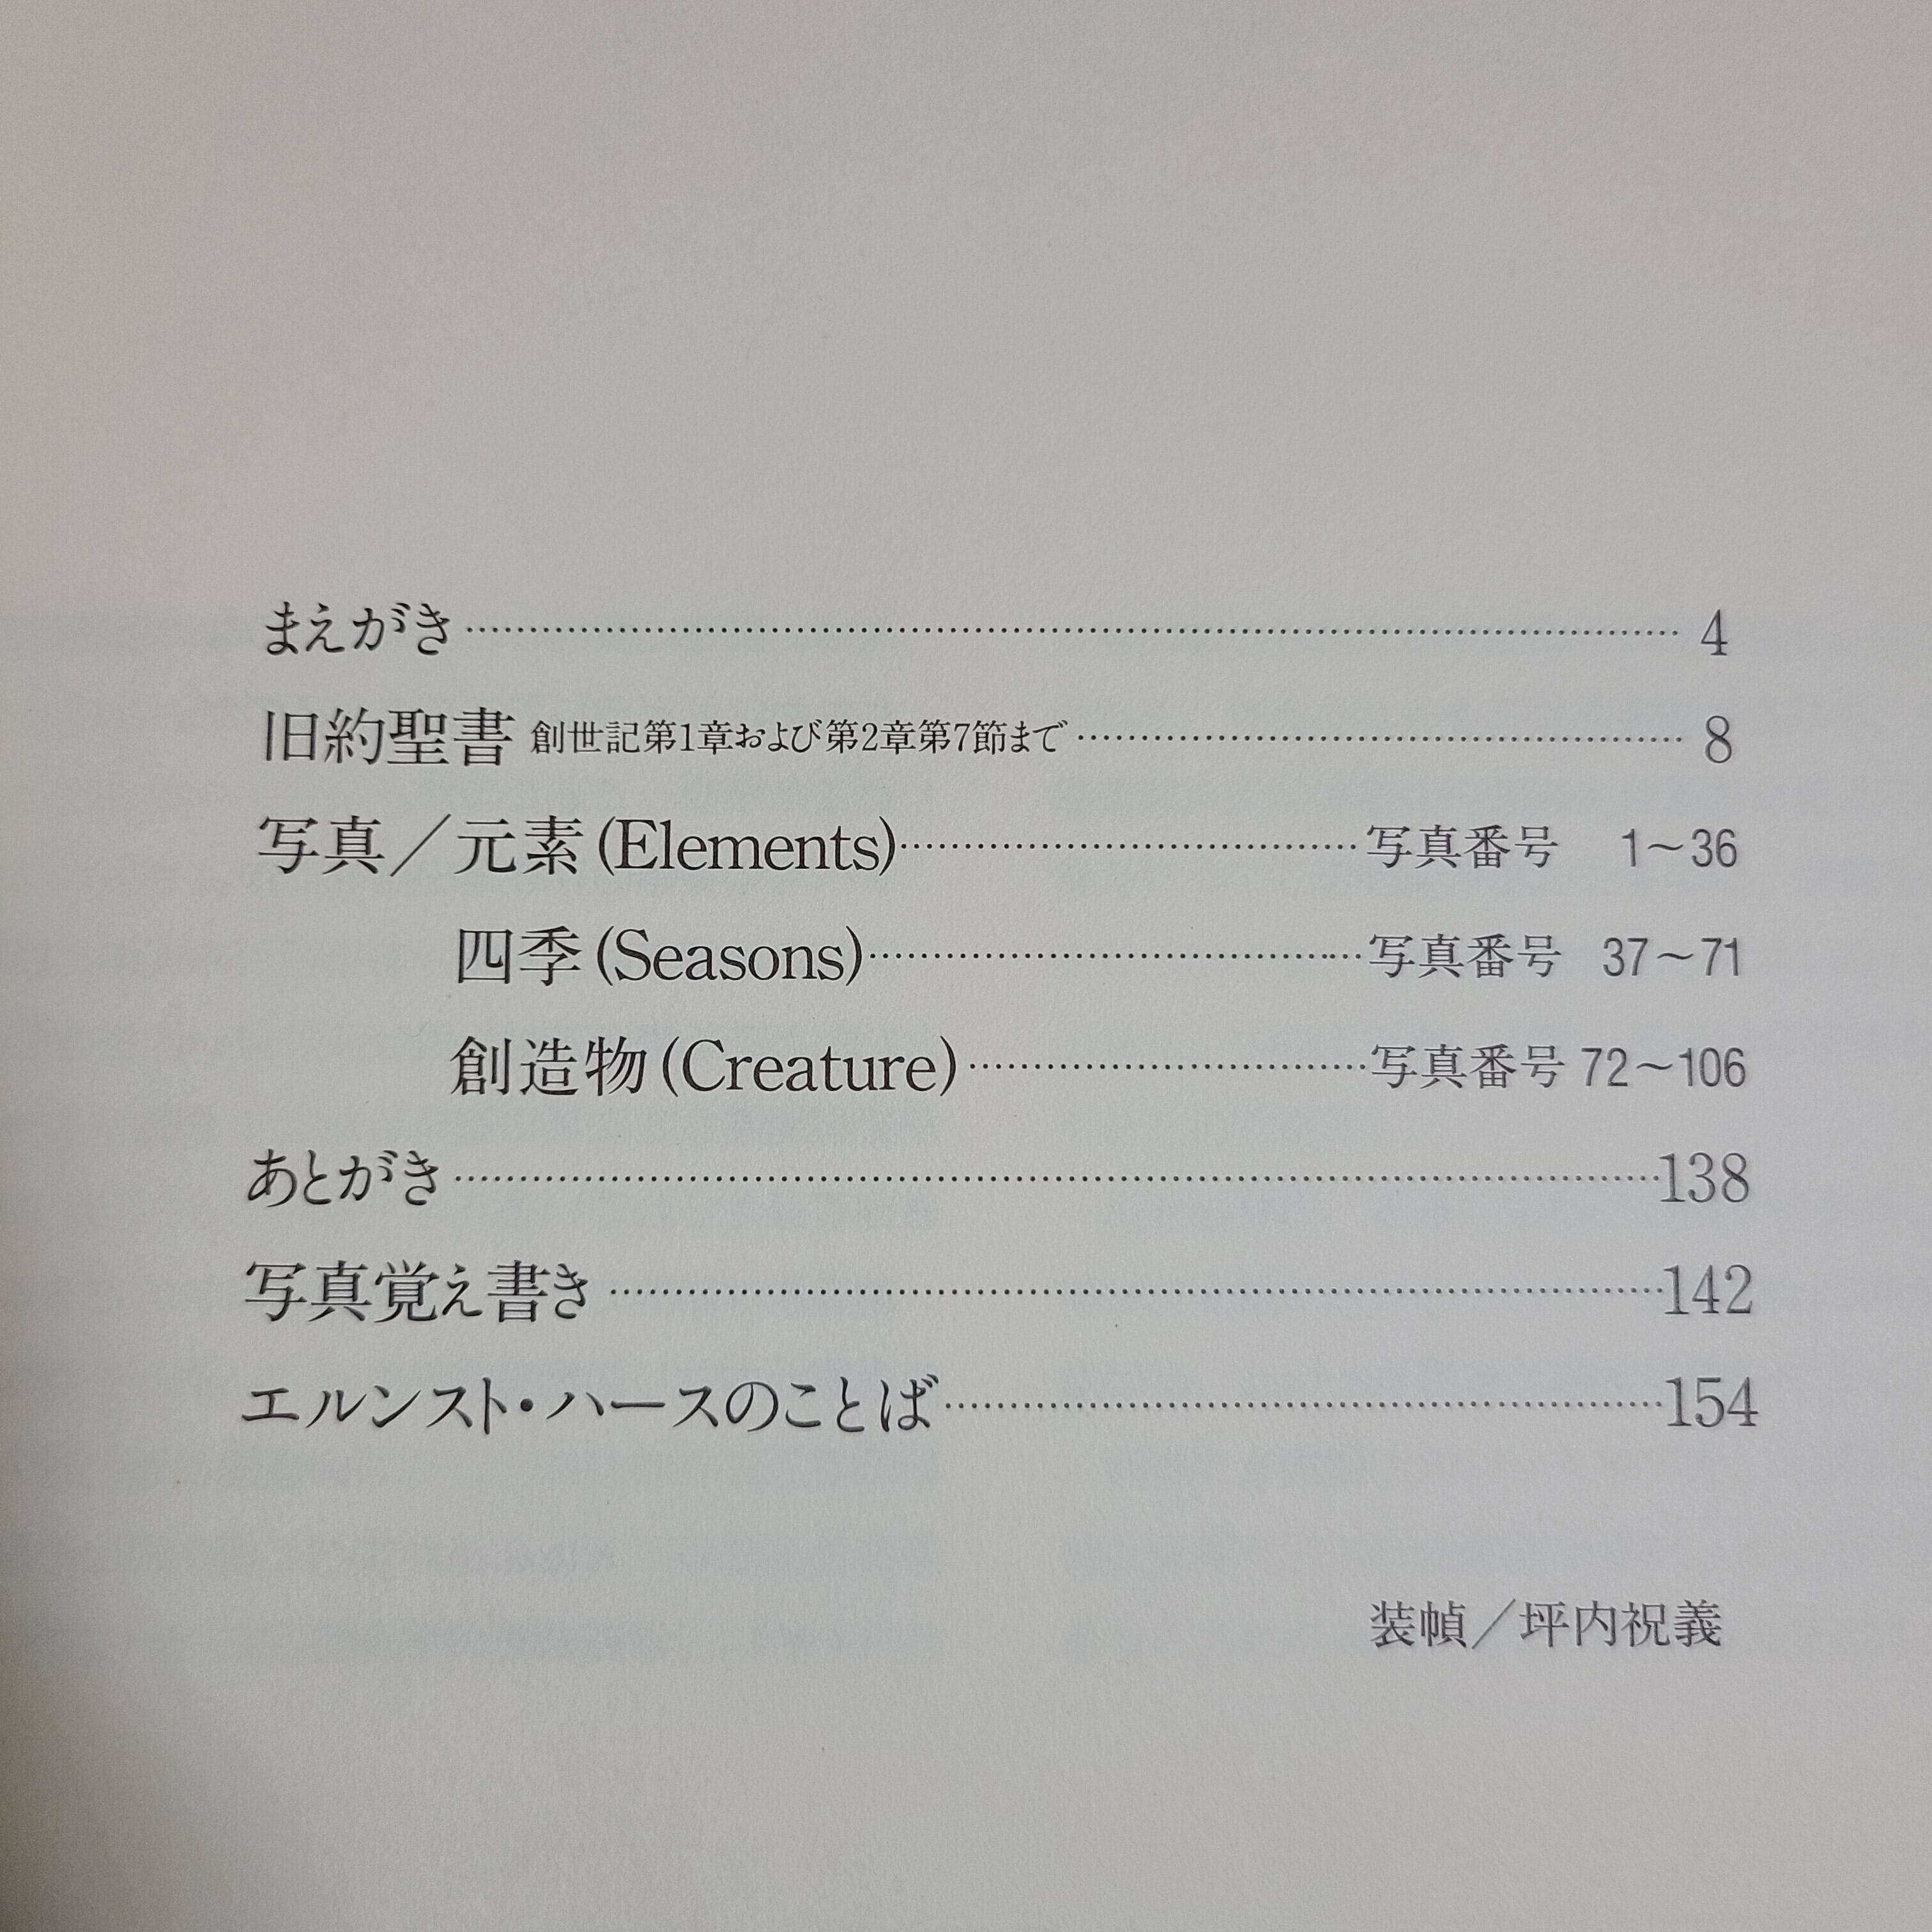 まえがき……………………………………4
旧約聖書 創世記第1章および第2章第7節まで……………………8
写真／元素(Elements)………………写真番号 1～36
四季(Seasons)………………写真番号 37～71
創造物(Creature)………………写真番号 72～106
あとがき……………………………………138
写真覚え書き……………………………………142
エルンスト・ハースのことば……………………………154
装幀／坪内祝義